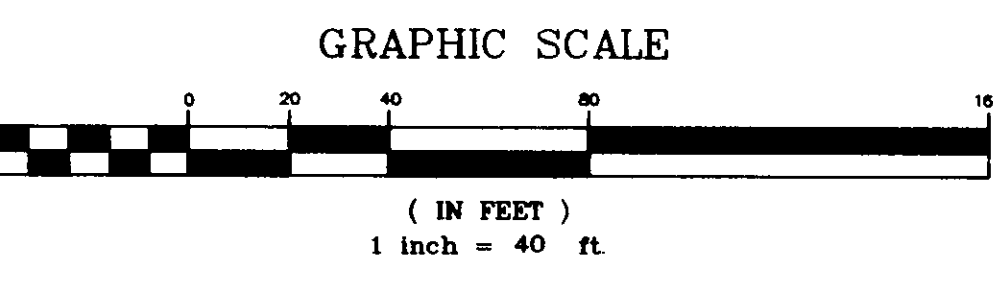 GRAPHIC SCALE
0 20 40 80 16
( IN FEET )
1 inch = 40 ft.